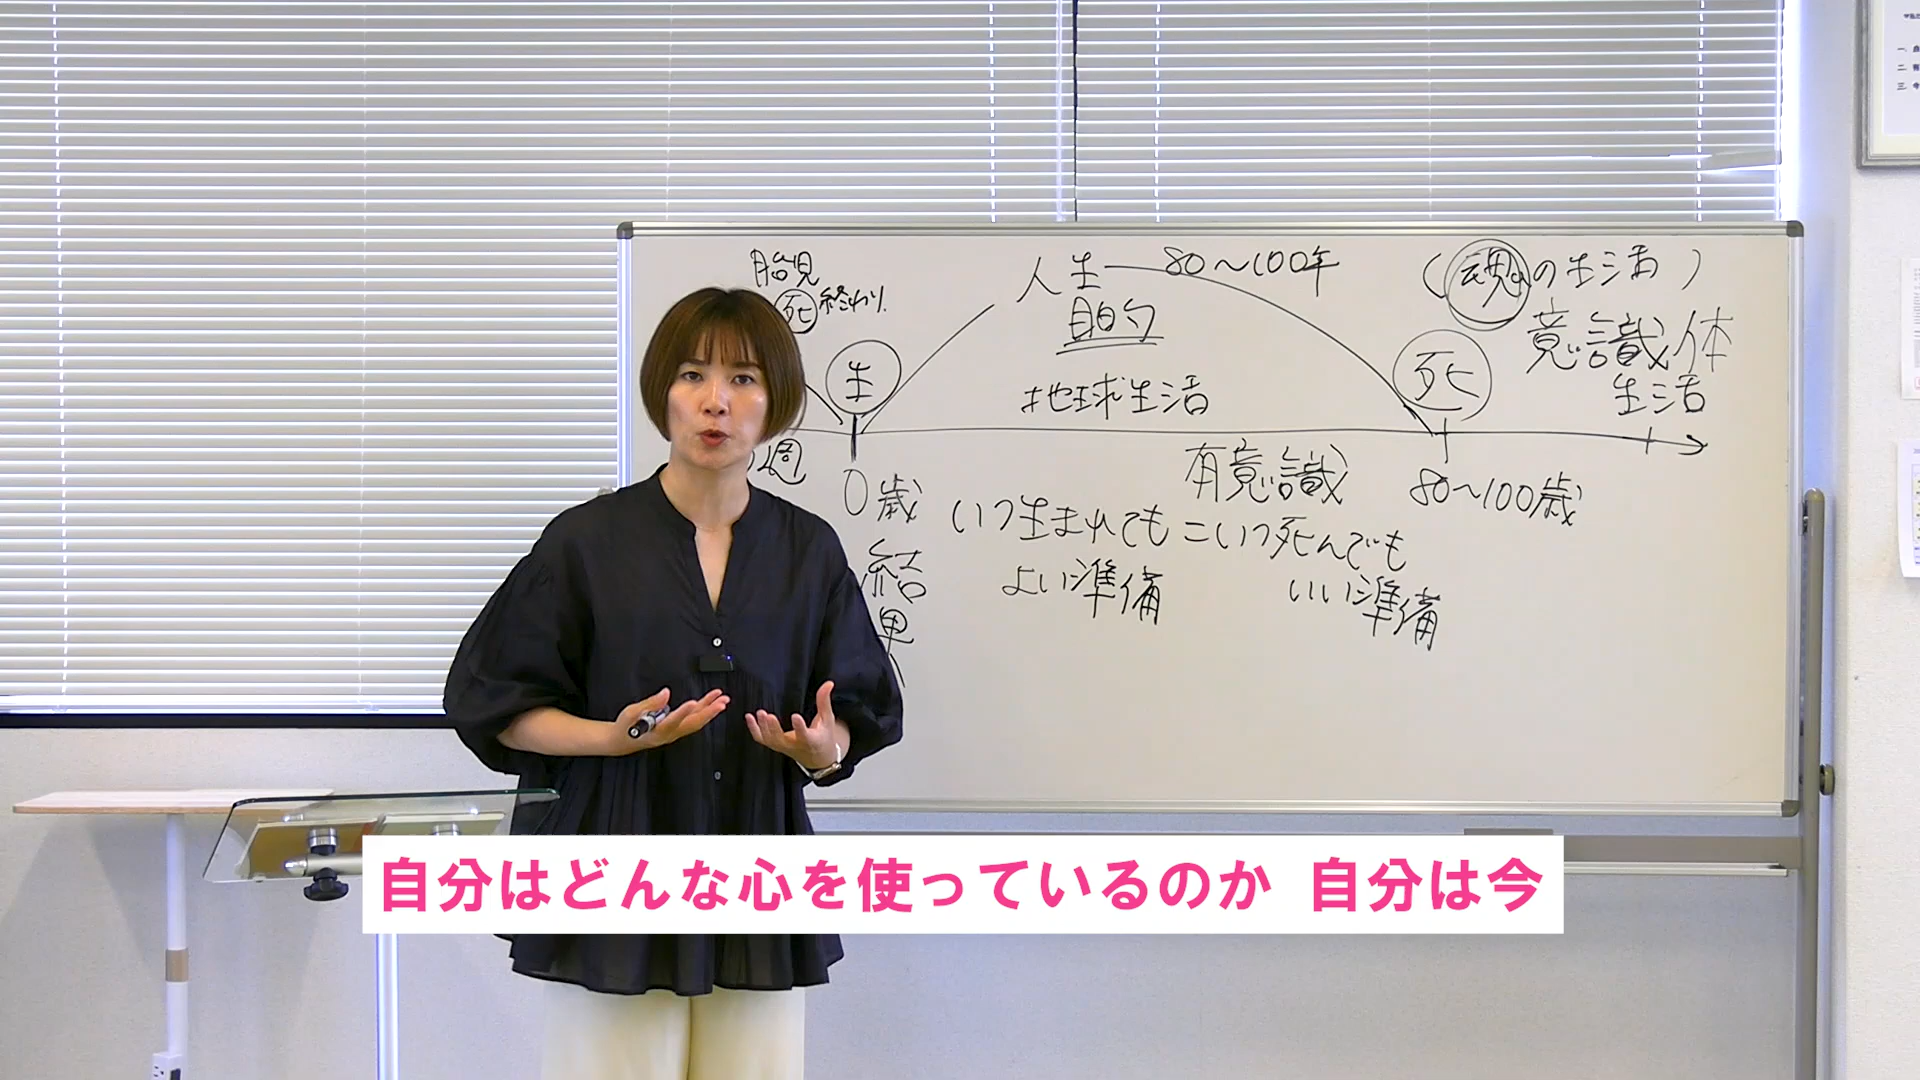 胎児
死 終わり
人生 80～100年
目的
(魂の生活)
意識体
生活
生
死
地球生活
週
0歳
有意識
80～100歳
いつ生まれても
よい準備
こいつ死んでも
いい準備
結果
自分はどんな心を使っているのか 自分は今